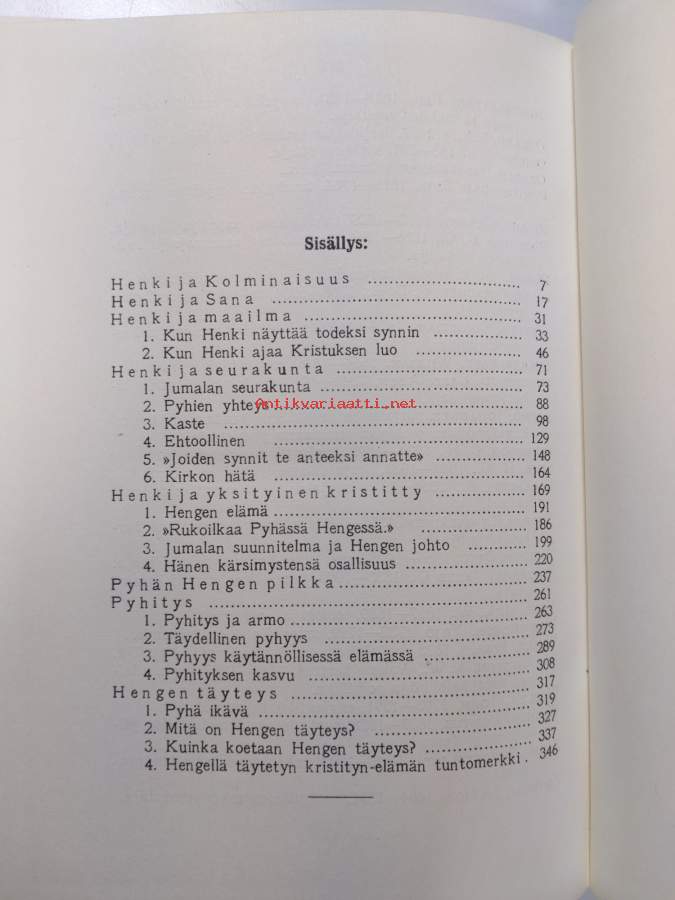 Sisällys:
Henki ja Kolminaisuus 7
Henki ja Sana 17
Henki ja maailma 31
1. Kun Henki näyttää todeksi synnin 33
2. Kun Henki ajaa Kristuksen luo 46
Henki ja seurakunta 71
1. Jumalan seurakunta 73
2. Pyhien yhteys 88
Antikvariaatti.net
3. Kaste 98
4. Ehtoollinen 129
5. »Joiden synnit te anteeksi annatte» 148
6. Kirkon hätä 164
Henki ja yksityinen kristitty 169
1. Hengen elämä 191
2. »Rukoilkaa Pyhässä Hengessä.» 186
3. Jumalan suunnitelma ja Hengen johto 199
4. Hänen kärsimystensä osallisuus 220
Pyhän Hengen pilkka 237
Pyhitys 261
1. Pyhitys ja armo 263
2. Täydellinen pyhyys 273
3. Pyhyys käytännöllisessä elämässä 289
4. Pyhityksen kasvu 308
Hengen täyteys 317
1. Pyhä ikävä 319
2. Mitä on Hengen täyteys? 327
3. Kuinka koetaan Hengen täyteys? 337
4. Hengellä täytetyn kristityn-elämän tuntomerkki 346